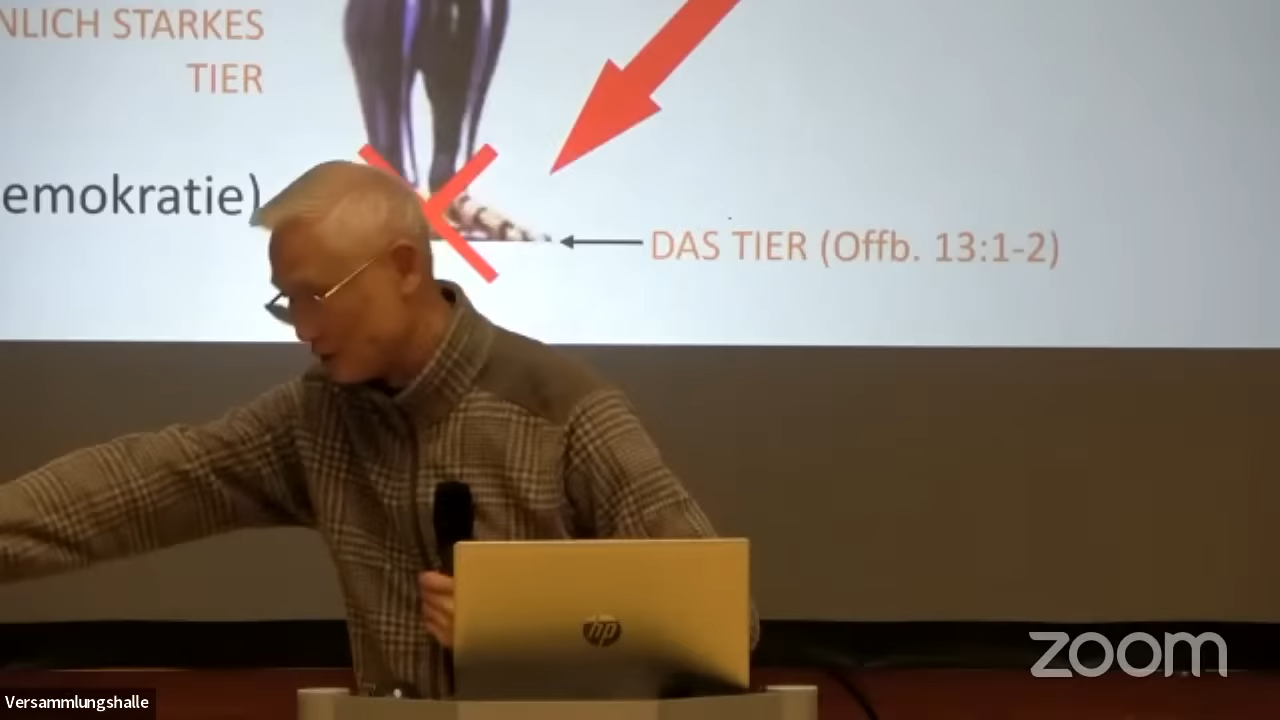 NLICH STARKES
TIER
emokratie)
DAS TIER (Offb. 13:1-2)
hp
zoom
Versammlungshalle